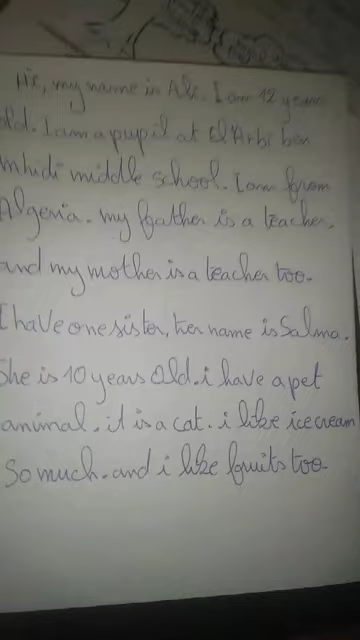 Hi, my name is Ali. I am 12 years
old. I am a pupil at El Arbi ben
mhidi middle school. I am from
Algeria. my father is a teacher.
and my mother is a teacher too.
I have one sister, her name is Salma.
She is 10 years old. i have a pet
animal. it is a cat. i like ice cream
so much. and i like fruits too.